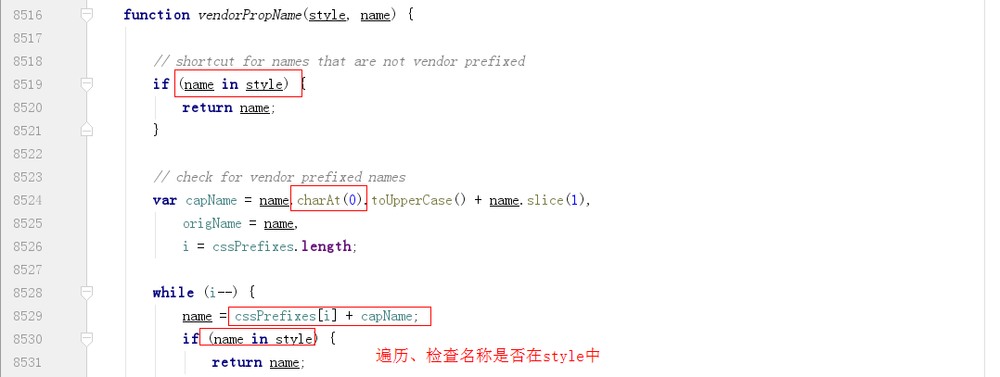 8516 function vendorPropName(style, name) {
8517
8518 // shortcut for names that are not vendor prefixed
8519 if (name in style) {
8520 return name;
8521 }
8522
8523 // check for vendor prefixed names
8524 var capName = name.charAt(0).toUpperCase() + name.slice(1),
8525 origName = name,
8526 i = cssPrefixes.length;
8527
8528 while (i--) {
8529 name = cssPrefixes[i] + capName;
8530 if (name in style) {
遍历、检查名称是否在style中
8531 return name;